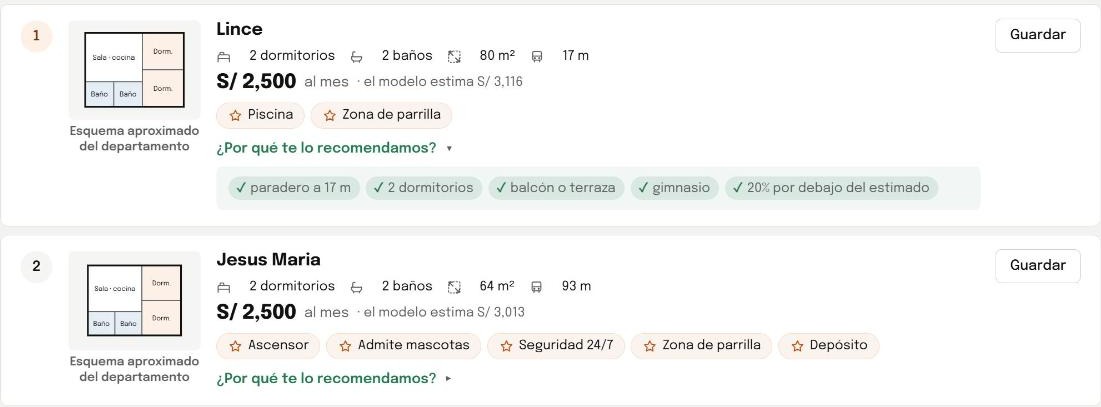 1
Sala · cocina
Dorm.
Dorm.
Baño
Baño
Esquema aproximado
del departamento
Lince
2 dormitorios 2 baños 80 m² 17 m
S/ 2,500 al mes · el modelo estima S/ 3,116
Piscina Zona de parrilla
¿Por qué te lo recomendamos? ▾
✓ paradero a 17 m ✓ 2 dormitorios ✓ balcón o terraza ✓ gimnasio ✓ 20% por debajo del estimado
Guardar
2
Sala · cocina
Dorm.
Dorm.
Baño
Baño
Esquema aproximado
del departamento
Jesus Maria
2 dormitorios 2 baños 64 m² 93 m
S/ 2,500 al mes · el modelo estima S/ 3,013
Ascensor Admite mascotas Seguridad 24/7 Zona de parrilla Depósito
¿Por qué te lo recomendamos? ▸
Guardar